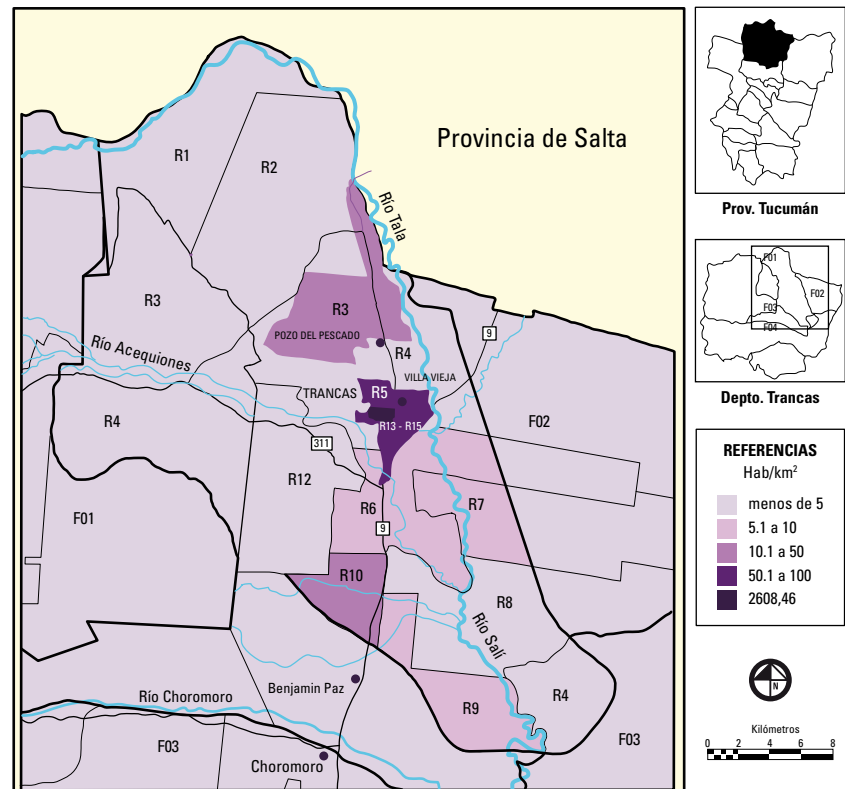 Provincia de Salta
R1
R2
Río Tala
R3
R3
POZO DEL PESCADO
9
Río Acequiones
R4
VILLA VIEJA
TRANCAS
R5
R13 - R15
R4
F02
311
R12
R6
R7
F01
9
R10
R8
Río Salí
Benjamin Paz
Río Choromoro
R9
R4
F03
F03
Choromoro
Prov. Tucumán
F01
F02
F03
F04
Depto. Trancas
REFERENCIAS
Hab/km²
menos de 5
5.1 a 10
10.1 a 50
50.1 a 100
2608,46
N
Kilómetros
0 2 4 6 8